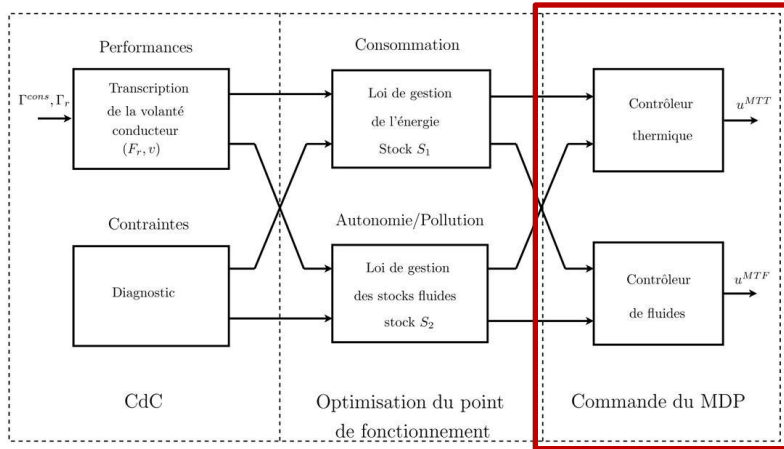 Performances
Γ^{cons}, Γ_r
Transcription
de la volanté
conducteur
(F_r, v)
Contraintes
Diagnostic
CdC
Consommation
Loi de gestion
de l'énergie
Stock S_1
Autonomie/Pollution
Loi de gestion
des stocks fluides
stock S_2
Optimisation du point
de fonctionnement
Contrôleur
thermique
u^{MTT}
Contrôleur
de fluides
u^{MTF}
Commande du MDP